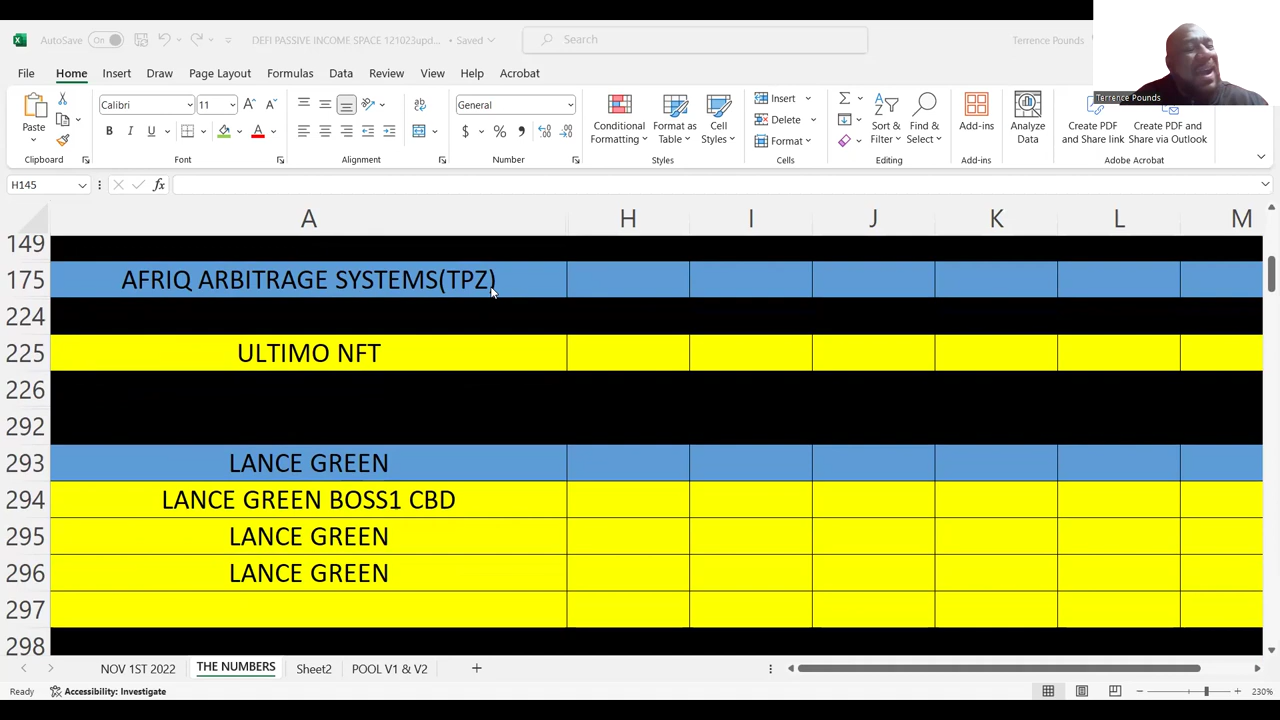 AutoSave On DEFI PASSIVE INCOME SPACE 121023upd... • Saved Search Terrence Pounds
Terrence Pounds
File Home Insert Draw Page Layout Formulas Data Review View Help Acrobat
Paste Calibri 11 A A ab General Insert Σ
B I U A $ % 9 Conditional Formatting Format as Table Cell Styles Delete Format Sort & Filter Find & Select Add-ins Analyze Data Create PDF and Share link Create PDF and Share via Outlook
Clipboard Font Alignment Number Styles Cells Editing Add-ins Adobe Acrobat
H145 fx
A H I J K L M
149
175 AFRIQ ARBITRAGE SYSTEMS(TPZ)
224
225 ULTIMO NFT
226
292
293 LANCE GREEN
294 LANCE GREEN BOSS1 CBD
295 LANCE GREEN
296 LANCE GREEN
297
298
NOV 1ST 2022 THE NUMBERS Sheet2 POOL V1 & V2 +
Ready Accessibility: Investigate 230%